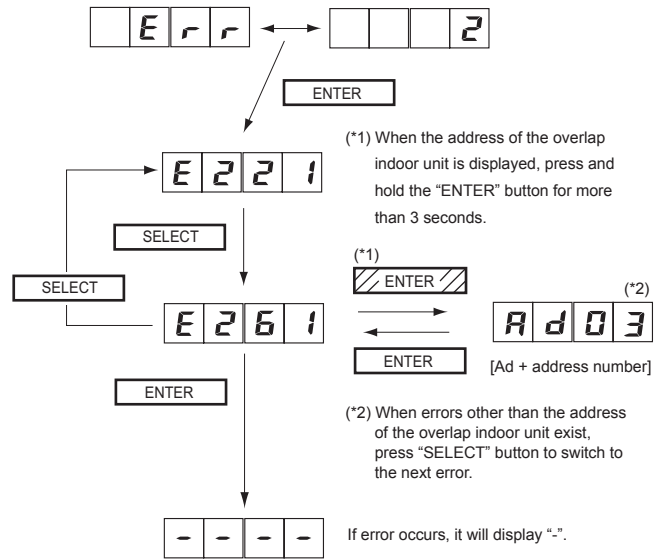 E r r 2
ENTER
(*1) When the address of the overlap
indoor unit is displayed, press and
hold the “ENTER” button for more
than 3 seconds.
E 2 2 1
SELECT
SELECT
(*1)
ENTER
E 2 6 1
ENTER
(*2)
A d 0 3
[Ad + address number]
ENTER
(*2) When errors other than the address
of the overlap indoor unit exist,
press “SELECT” button to switch to
the next error.
- - - -
If error occurs, it will display “-”.